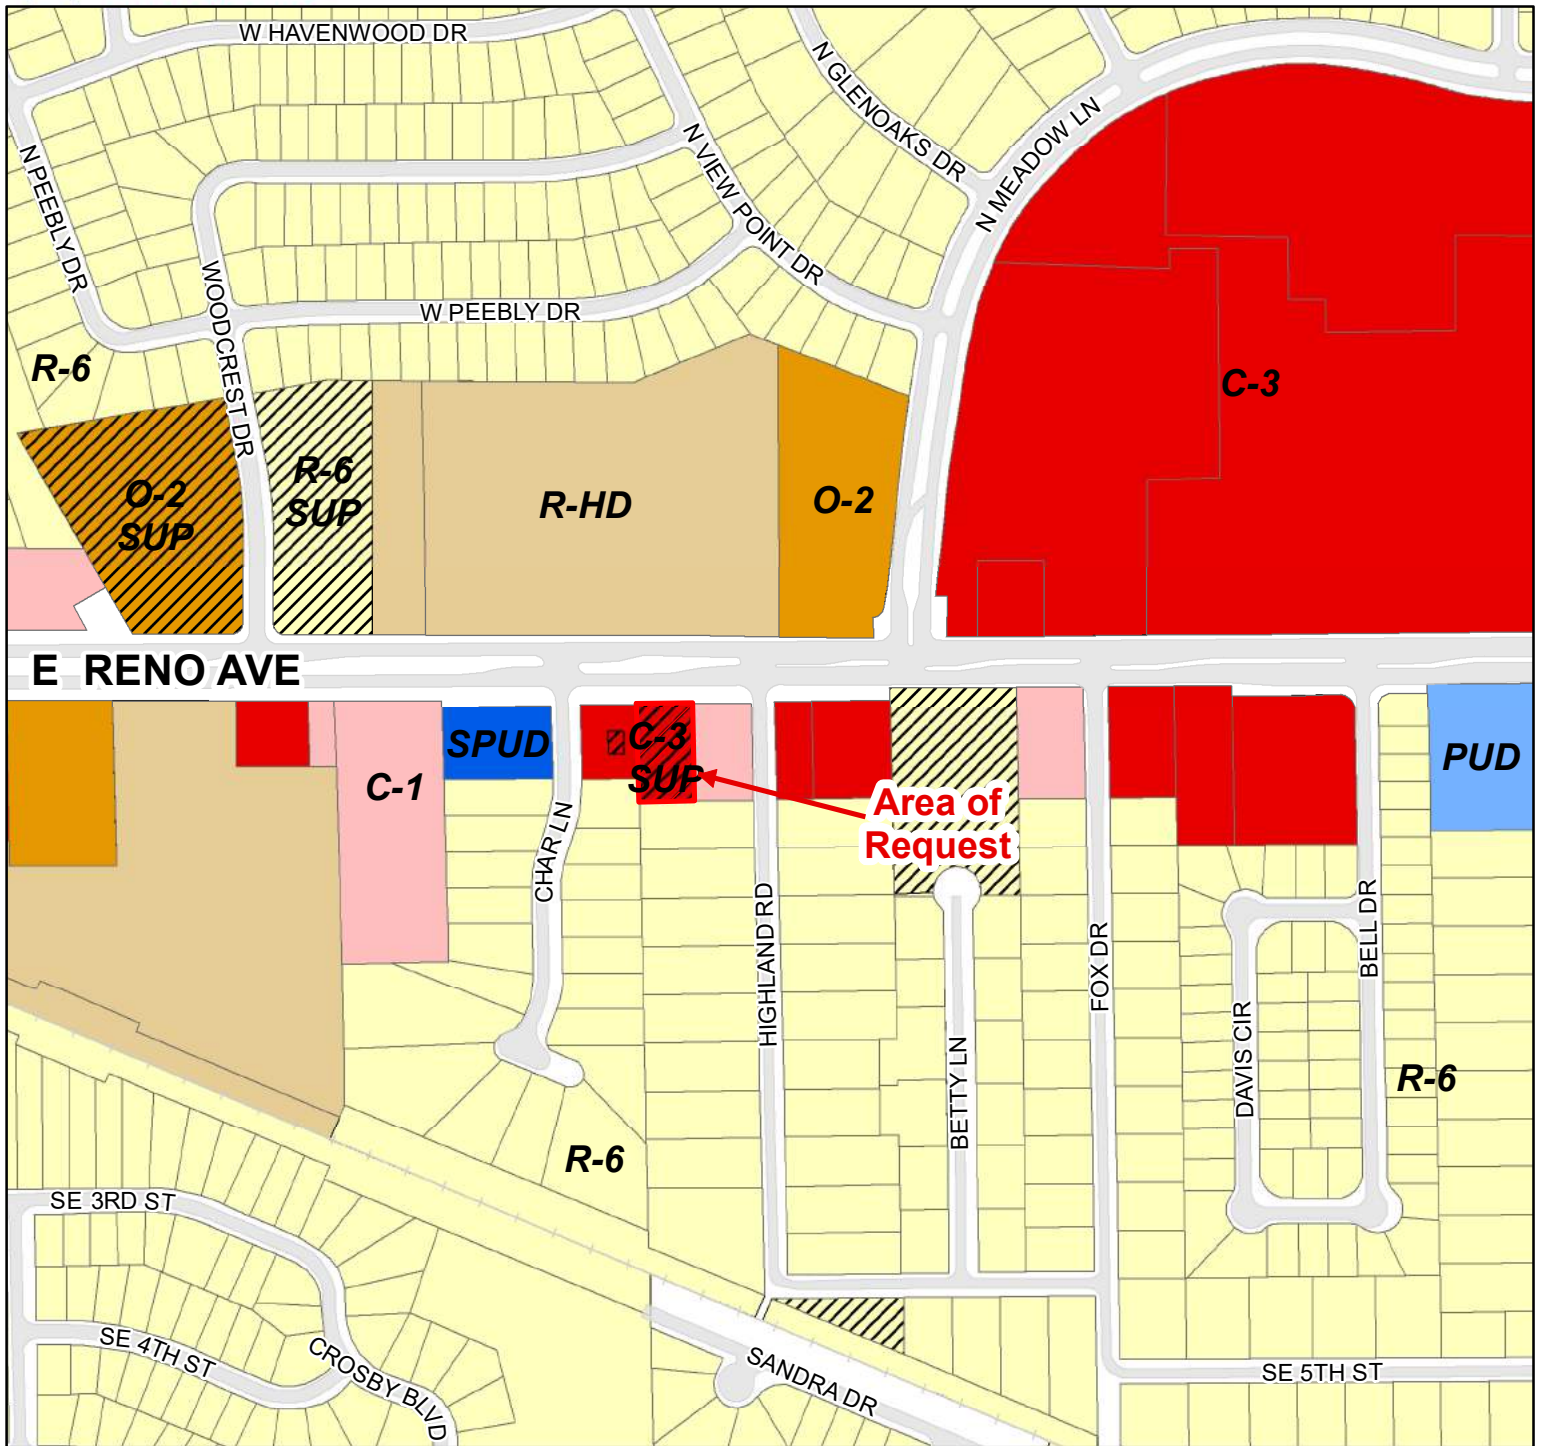 W HAVENWOOD DR
N GLENOAKS DR
N MEADOW LN
N VIEW POINT DR
N PEEBLY DR
WOODCREST DR
W PEEBLY DR
R-6
C-3
O-2
SUP
R-6
SUP
R-HD
O-2
E RENO AVE
SPUD
C-3
SUP
C-1
PUD
Area of
Request
CHAR LN
HIGHLAND RD
FOX DR
BELL DR
DAVIS CIR
BETTY LN
R-6
R-6
SE 3RD ST
SE 4TH ST
CROSBY BLVD
SANDRA DR
SE 5TH ST